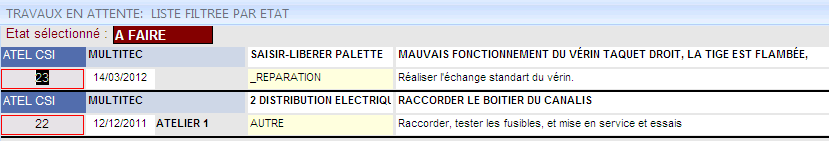 TRAVAUX EN ATTENTE: LISTE FILTREE PAR ETAT
Etat sélectionné : A FAIRE
ATEL CSI MULTITEC SAISIR-LIBERER PALETTE MAUVAIS FONCTIONNEMENT DU VÉRIN TAQUET DROIT, LA TIGE EST FLAMBÉE,
23 14/03/2012 _REPARATION Réaliser l'échange standart du vérin.
ATEL CSI MULTITEC 2 DISTRIBUTION ELECTRIQU RACCORDER LE BOITIER DU CANALIS
22 12/12/2011 ATELIER 1 AUTRE Raccorder, tester les fusibles, et mise en service et essais